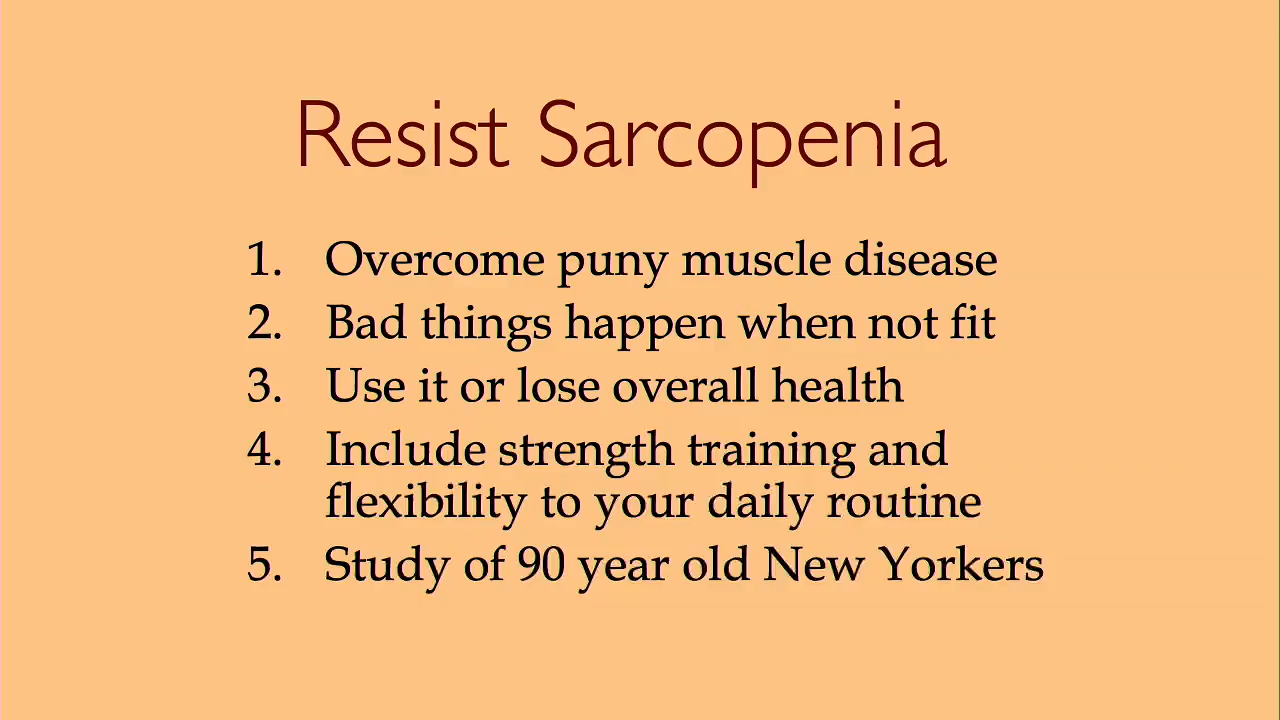 Resist Sarcopenia
1. Overcome puny muscle disease
2. Bad things happen when not fit
3. Use it or lose overall health
4. Include strength training and
flexibility to your daily routine
5. Study of 90 year old New Yorkers